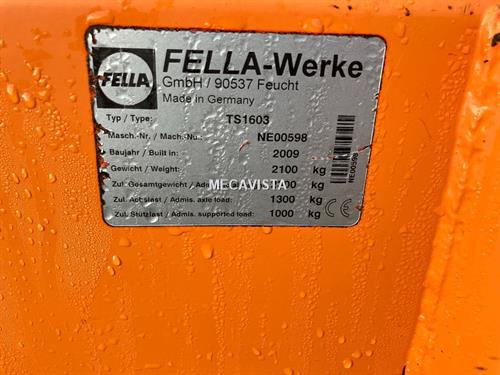 FELLA
FELLA-Werke
GmbH / 90537 Feucht
Made in Germany
Typ / Type: TS1603
Masch.-Nr. / Mach.-Nu.: NE00598
Baujahr / Built in: 2009
Gewicht / Weight: 2100 kg
Zul. Gesamtgewicht / kg
MECAVISTA
Zul. Achslast / Admis. axle load: 1300 kg
Zul. Stützlast / Admis. supported load: 1000 kg
CE
NE00598